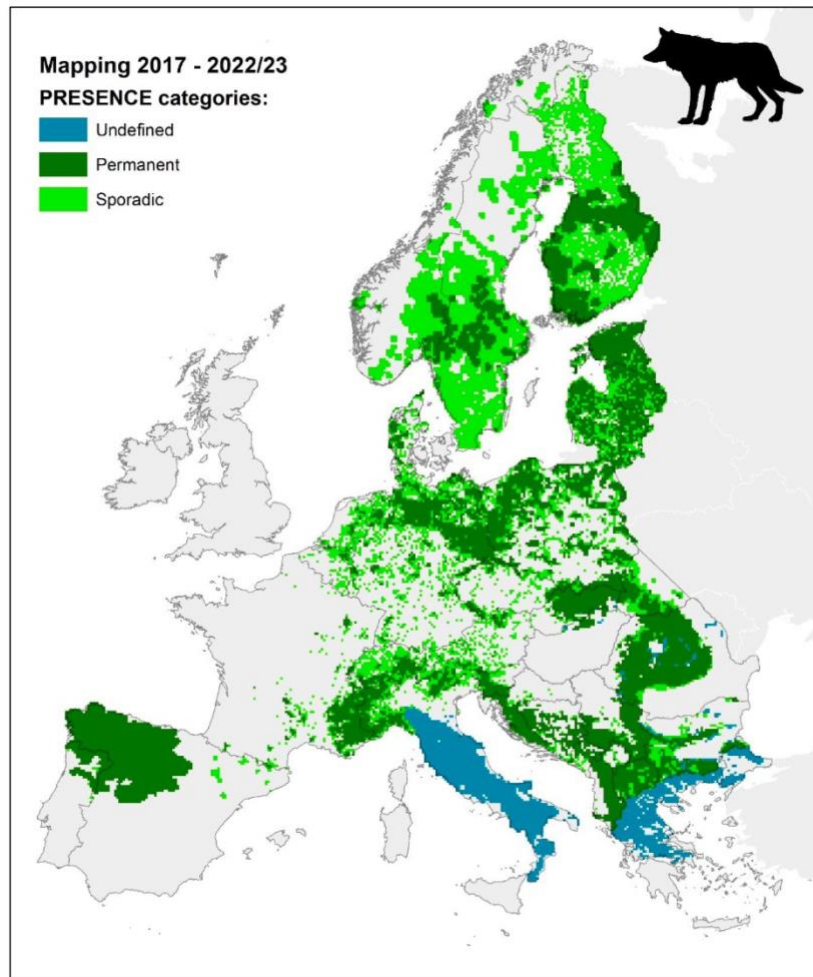 Mapping 2017 - 2022/23
PRESENCE categories:
Undefined
Permanent
Sporadic